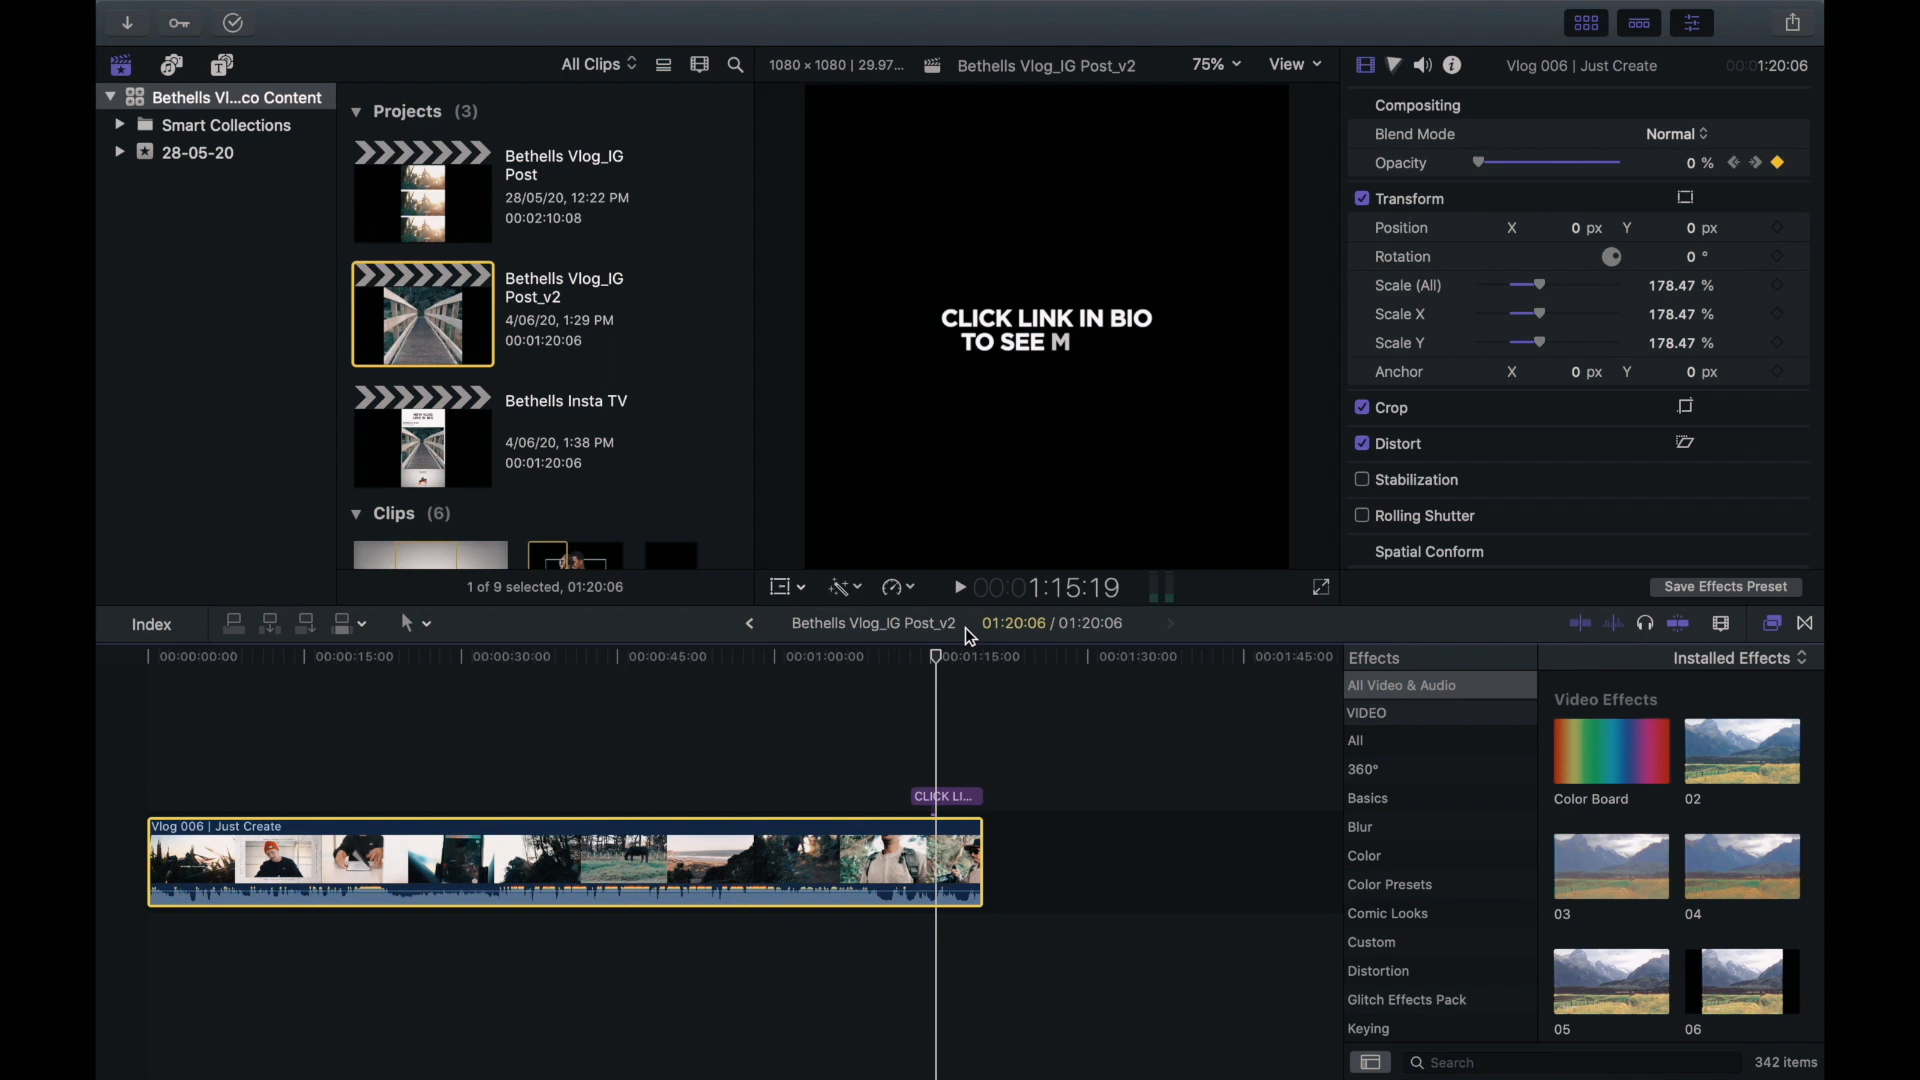 All Clips
1080 × 1080 | 29.97...
Bethells Vlog_IG Post_v2
75%
View
Vlog 006 | Just Create
00:01:20:06
Bethells Vl...co Content
Smart Collections
28-05-20
Projects (3)
Bethells Vlog_IG
Post
28/05/20, 12:22 PM
00:02:10:08
Bethells Vlog_IG
Post_v2
4/06/20, 1:29 PM
00:01:20:06
Bethells Insta TV
4/06/20, 1:38 PM
00:01:20:06
Clips (6)
1 of 9 selected, 01:20:06
CLICK LINK IN BIO
TO SEE M
00:01:15:19
Compositing
Blend Mode Normal
Opacity 0 %
Transform
Position X 0 px Y 0 px
Rotation 0 °
Scale (All) 178.47 %
Scale X 178.47 %
Scale Y 178.47 %
Anchor X 0 px Y 0 px
Crop
Distort
Stabilization
Rolling Shutter
Spatial Conform
Save Effects Preset
Index
Bethells Vlog_IG Post_v2
01:20:06 / 01:20:06
00:00:00:00
00:00:15:00
00:00:30:00
00:00:45:00
00:01:00:00
00:01:15:00
00:01:30:00
00:01:45:00
CLICK LI...
Vlog 006 | Just Create
Effects
Installed Effects
All Video & Audio
VIDEO
All
360°
Basics
Blur
Color
Color Presets
Comic Looks
Custom
Distortion
Glitch Effects Pack
Keying
Video Effects
Color Board
02
03
04
05
06
Search
342 items